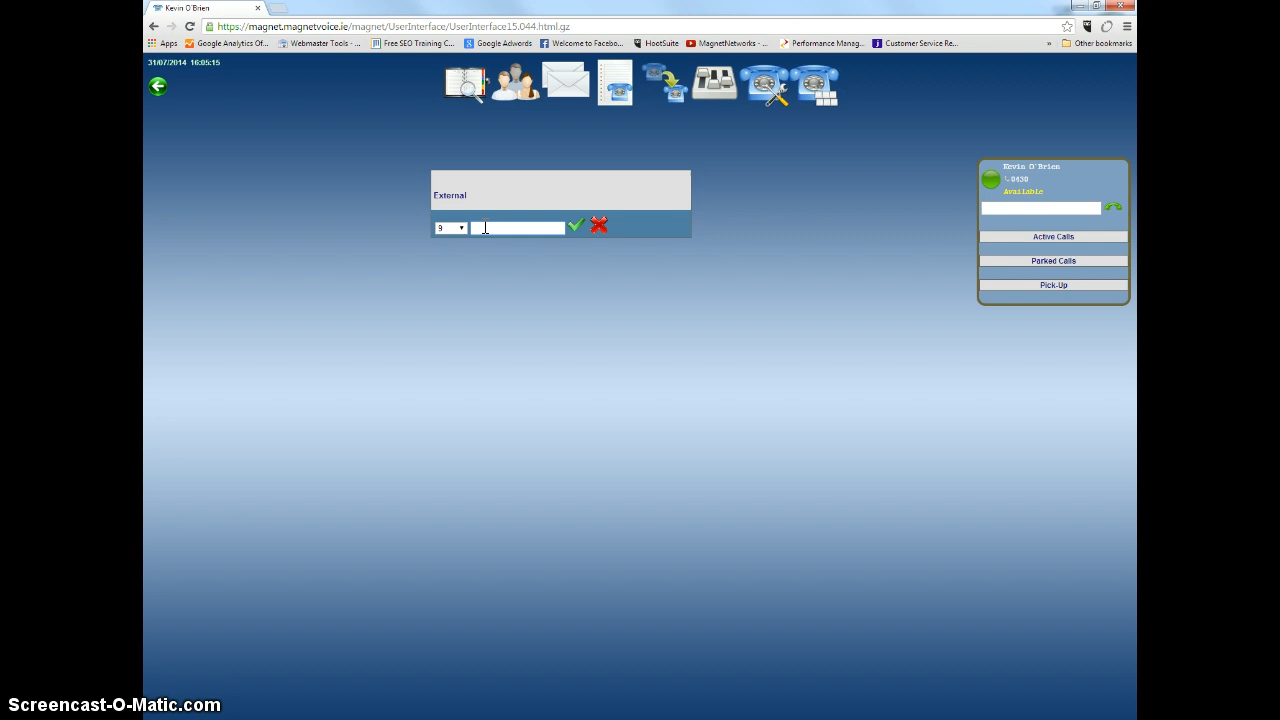 Kevin O'Brien
https://magnet.magnetvoice.ie/magnet/UserInterface/UserInterface15.044.html.gz
Apps Google Analytics Of... Webmaster Tools - ... Free SEO Training C... Google Adwords Welcome to Facebo... HootSuite MagnetNetworks - ... Performance Manag... Customer Service Re... » Other bookmarks
31/07/2014 16:05:15
Kevin O'Brien
0430
Available
External
9
Active Calls
Parked Calls
Pick-Up
Screencast-O-Matic.com